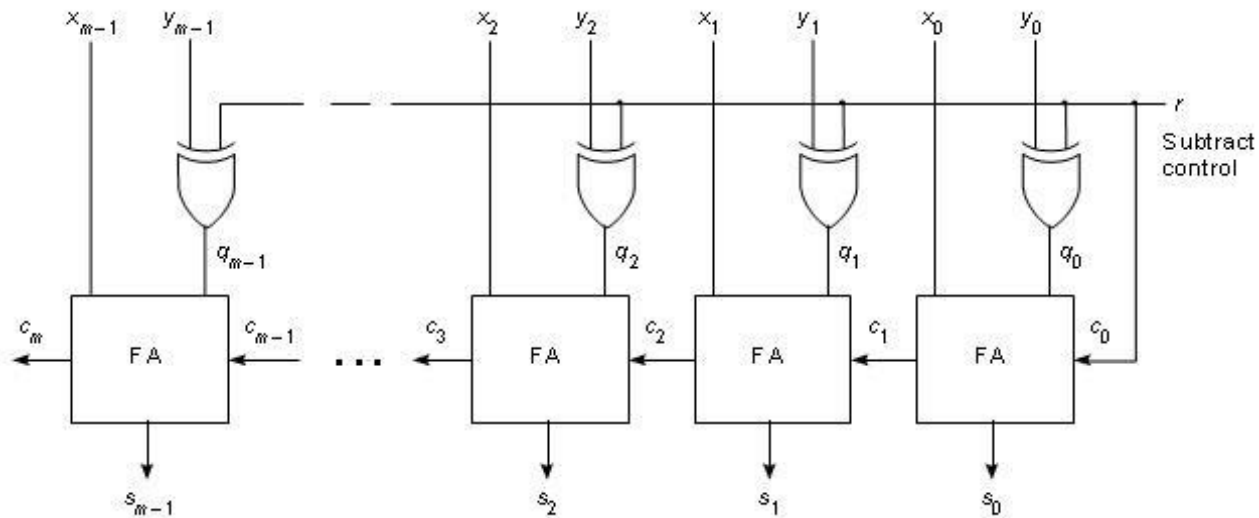 x_{m-1} y_{m-1} x_2 y_2 x_1 y_1 x_0 y_0
r
Subtract
control
q_{m-1} q_2 q_1 q_0
c_m c_{m-1} c_3 c_2 c_1 c_0
FA ... FA FA FA
s_{m-1} s_2 s_1 s_0